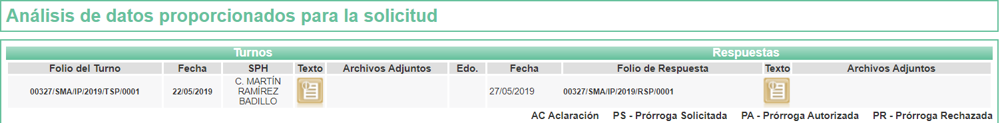 Análisis de datos proporcionados para la solicitud
Turnos Respuestas
Folio del Turno Fecha SPH Texto Archivos Adjuntos Edo. Fecha Folio de Respuesta Texto Archivos Adjuntos
00327/SMA/IP/2019/TSP/0001 22/05/2019 C. MARTÍN RAMÍREZ BADILLO 27/05/2019 00327/SMA/IP/2019/RSP/0001
AC Aclaración PS - Prórroga Solicitada PA - Prórroga Autorizada PR - Prórroga Rechazada